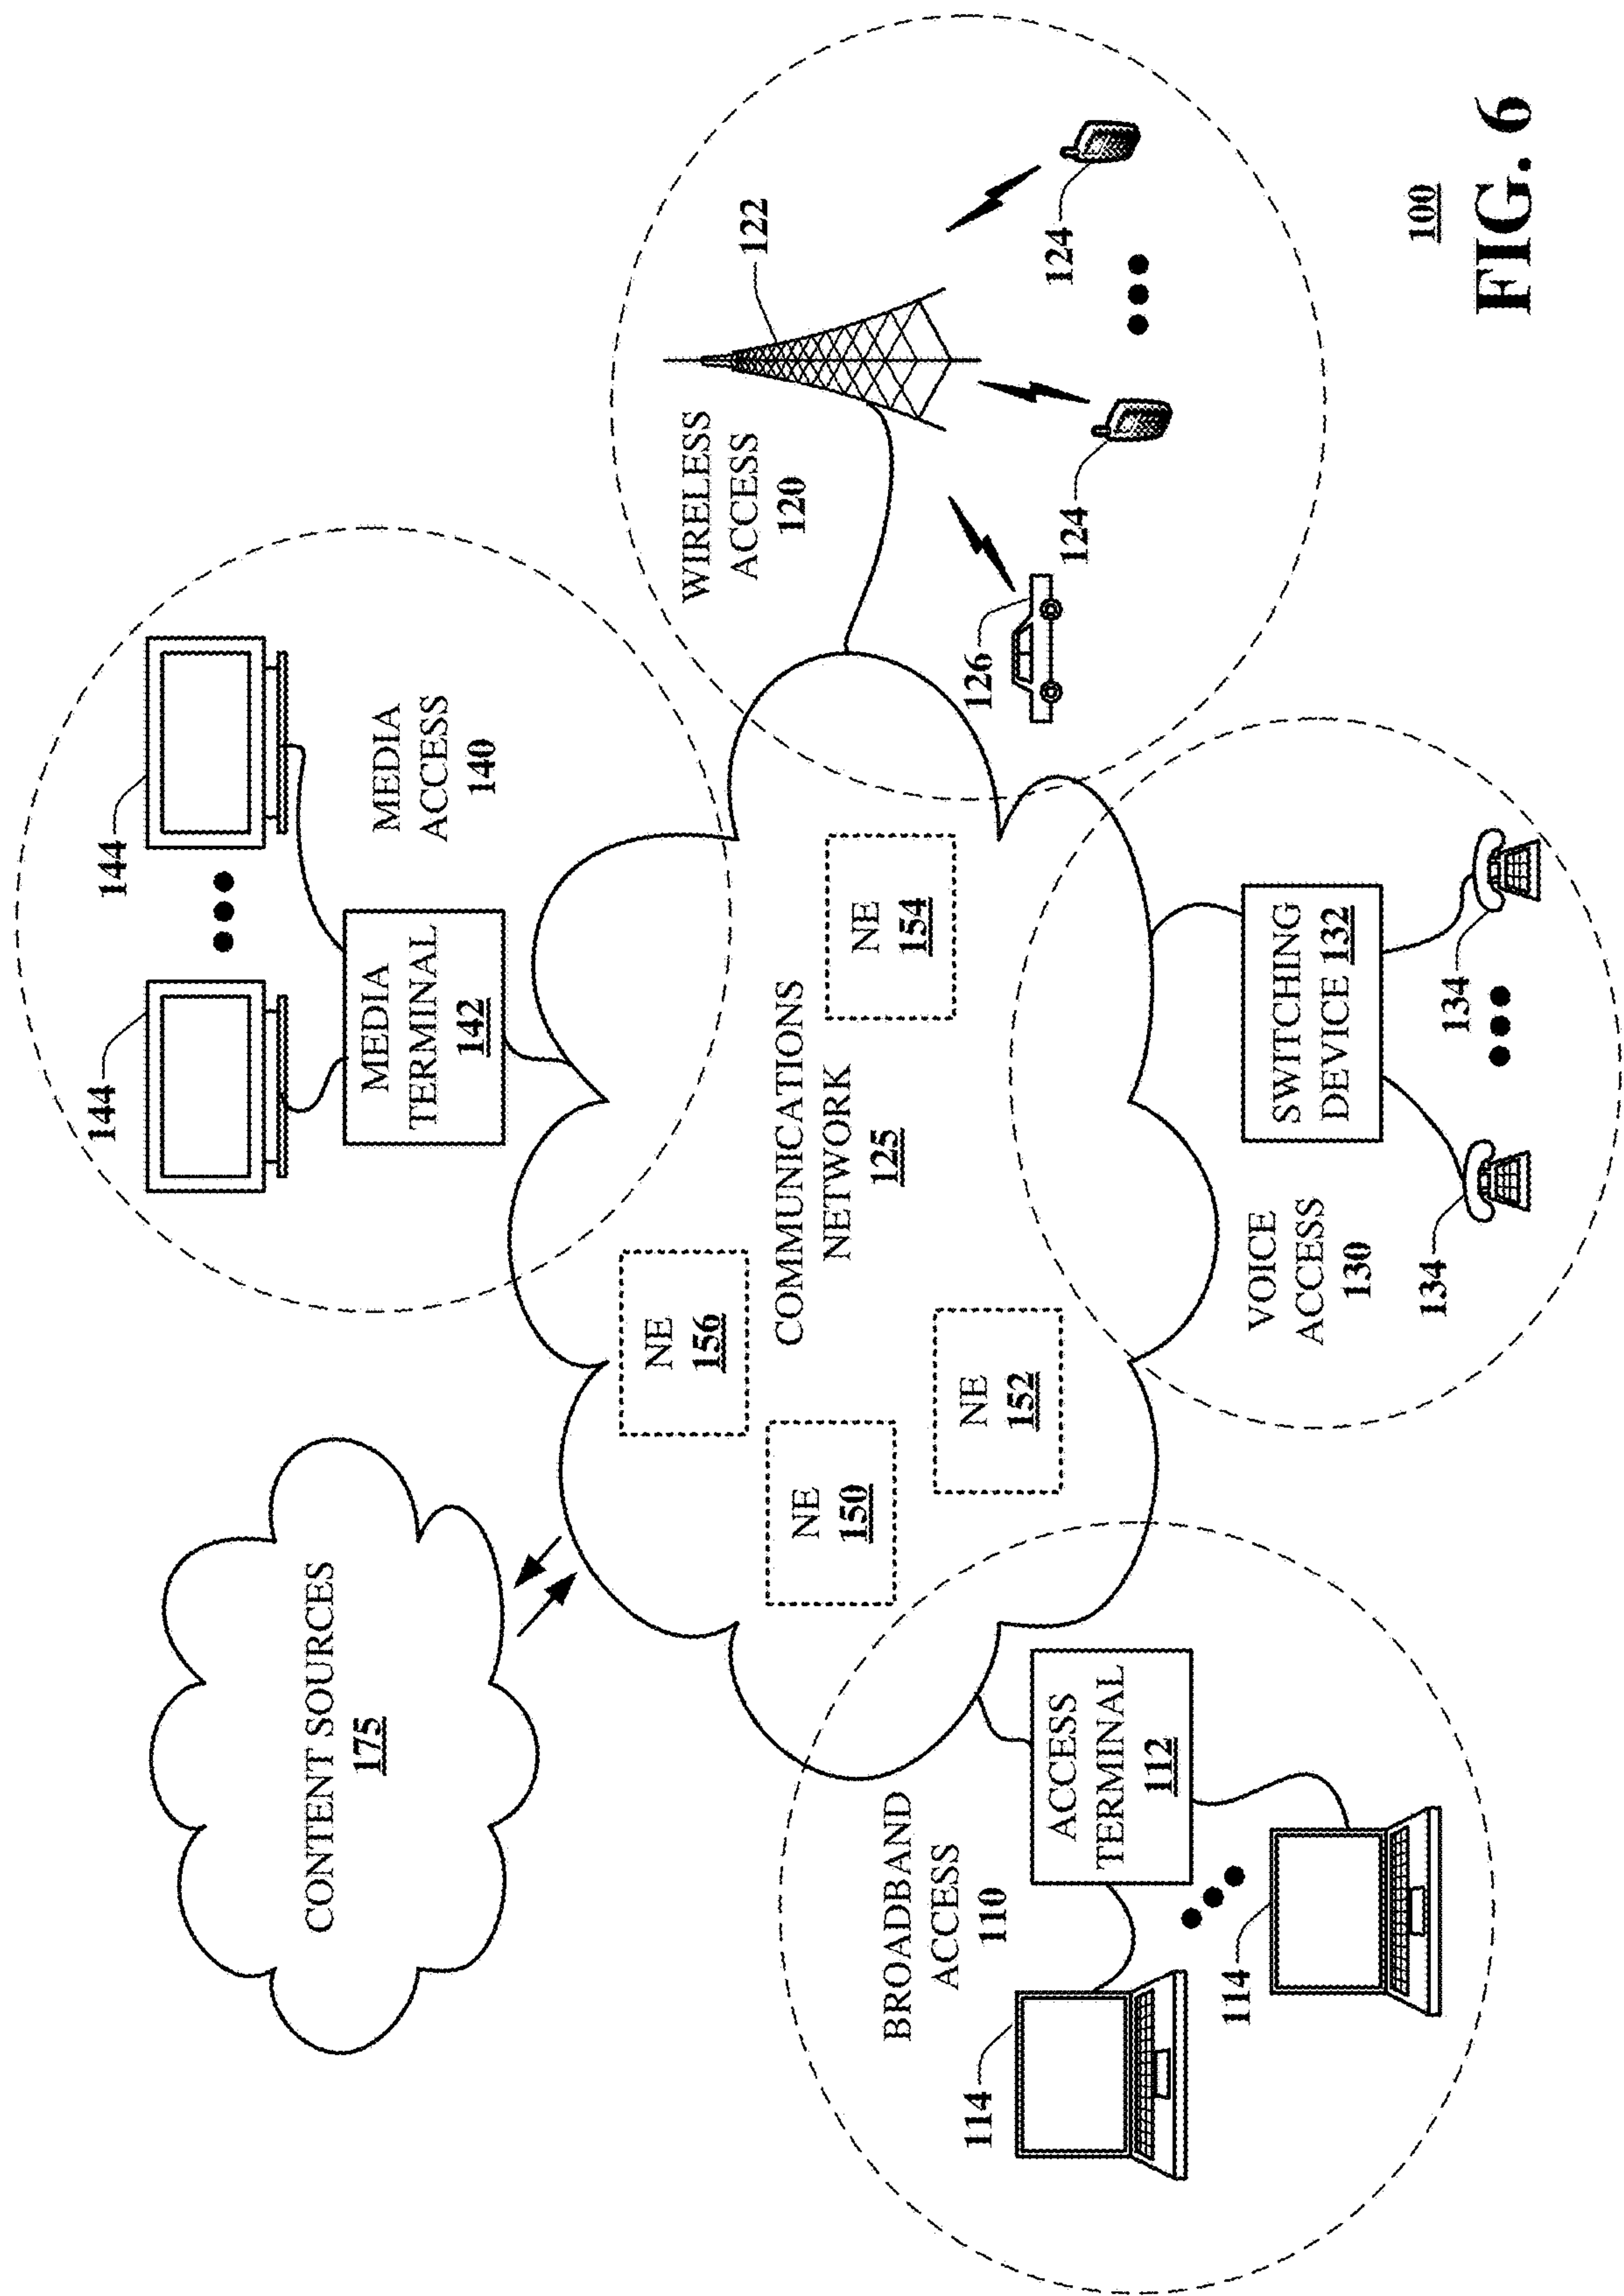 CONTENT SOURCES
175
144
144
MEDIA
TERMINAL
142
MEDIA
ACCESS
140
NE
156
NE
150
COMMUNICATIONS
NETWORK
125
NE
154
NE
152
WIRELESS
ACCESS
120
122
126
124
124
BROADBAND
ACCESS
110
ACCESS
TERMINAL
112
114
114
VOICE
ACCESS
130
SWITCHING
DEVICE 132
134
134
100
FIG. 6